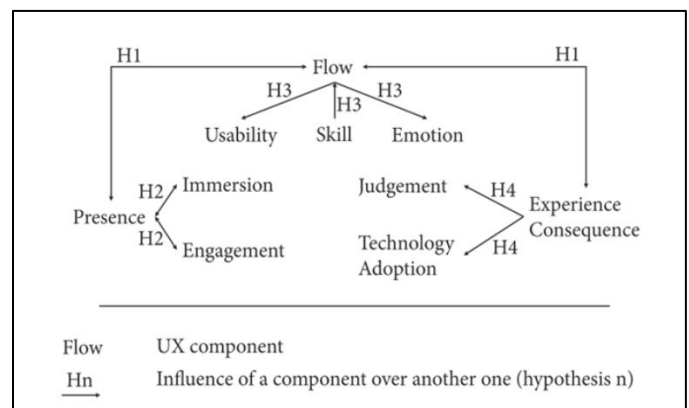 H1
H1
Flow
H3
H3
H3
Usability
Skill
Emotion
H2
Immersion
Judgement
H4
Presence
Experience
Consequence
H2
Engagement
Technology
Adoption
H4
Flow
UX component
Hn
Influence of a component over another one (hypothesis n)